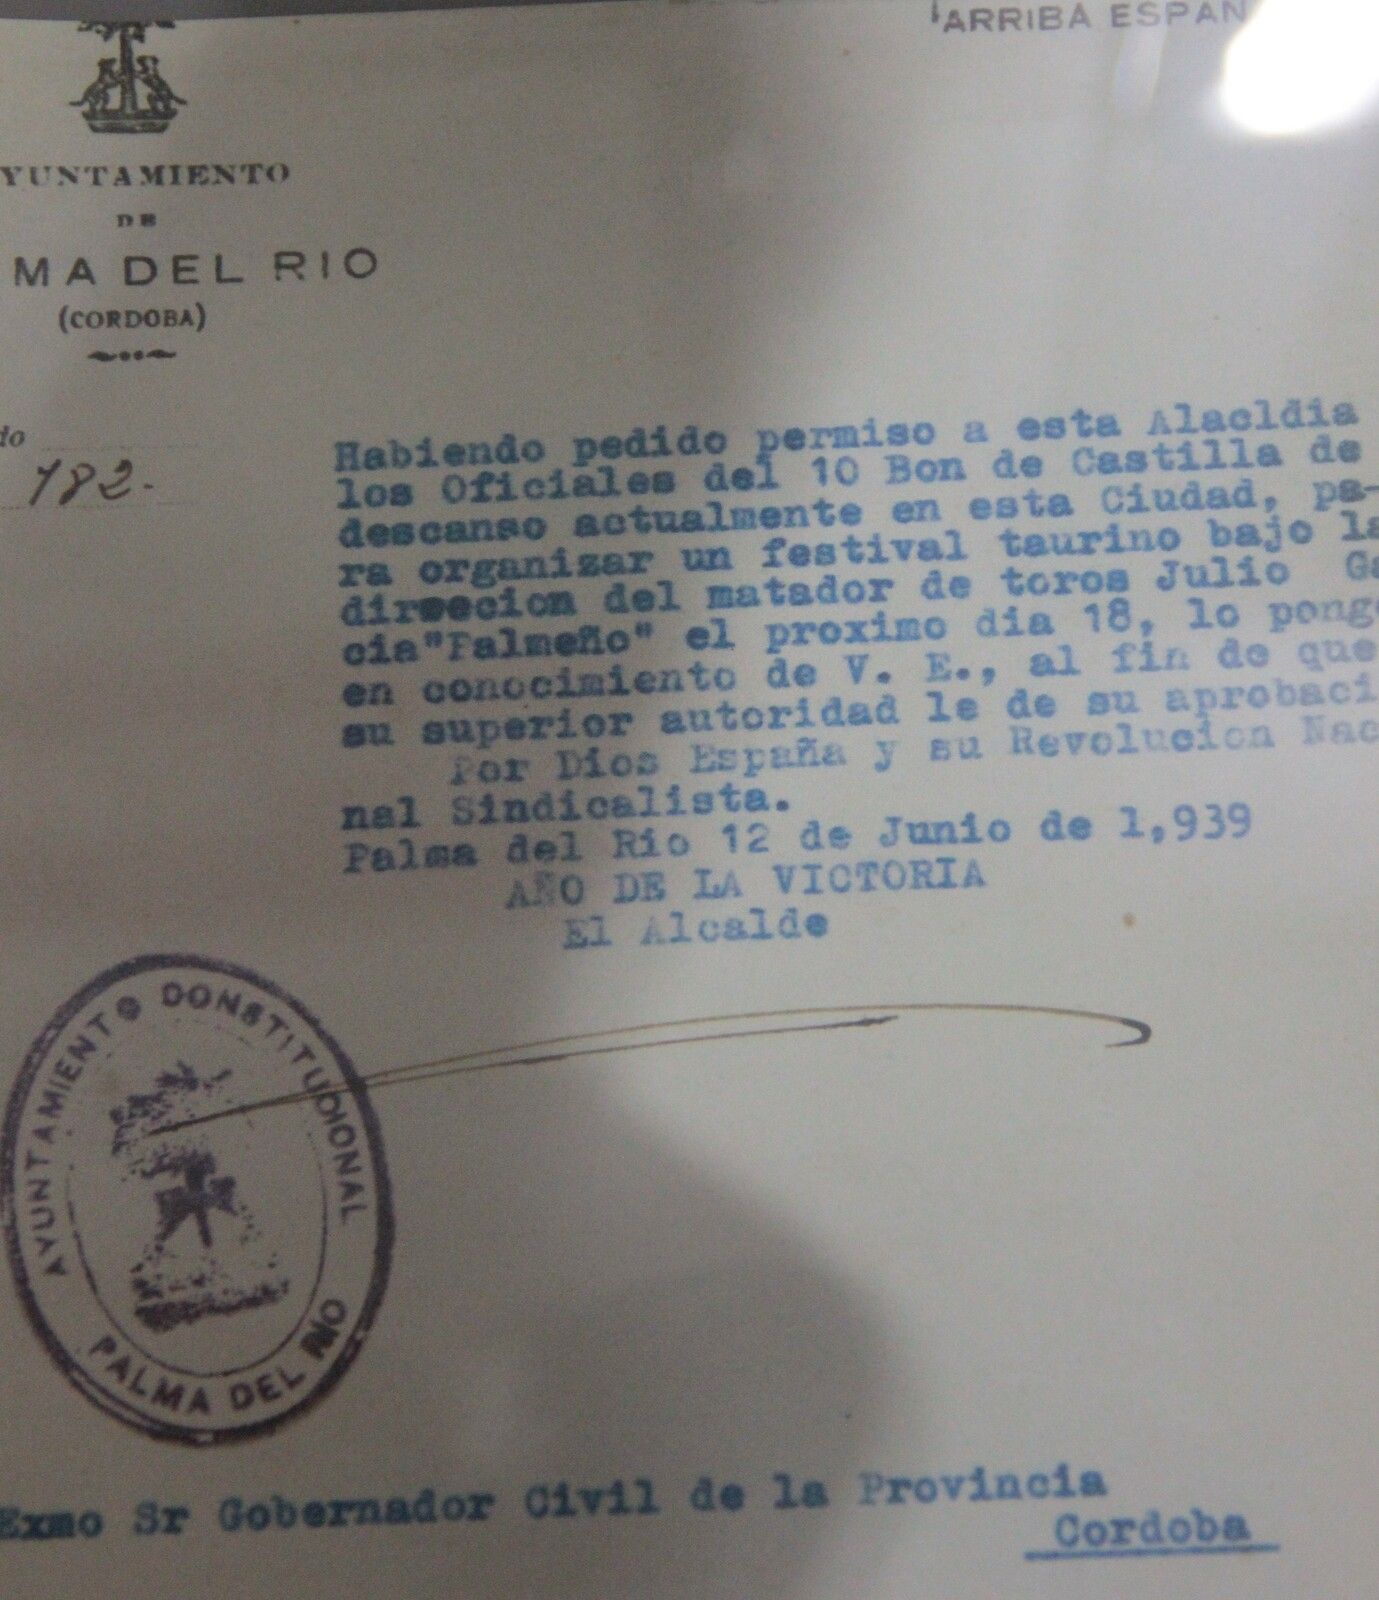 ¡ARRIBA ESPAÑ
YUNTAMIENTO
DE
MA DEL RIO
(CORDOBA)
do
182.
Habiendo pedido permiso a esta Alacldia
los Oficiales del 10 Bon de Castilla de
descanso actualmente en esta Ciudad, pa-
ra organizar un festival taurino bajo la
direecion del matador de toros Julio Ga
cia "Palmeño" el proximo dia 18, lo pongo
en conocimiento de V. E., al fin de que
su superior autoridad le de su aprobaci
Por Dios España y su Revolucion Nac
nal Sindicalista.
Palma del Rio 12 de Junio de 1,939
AÑO DE LA VICTORIA
El Alcalde
AYUNTAMIENTO CONSTITUCIONAL
PALMA DEL RIO
Exmo Sr Gobernador Civil de la Provincia
Cordoba